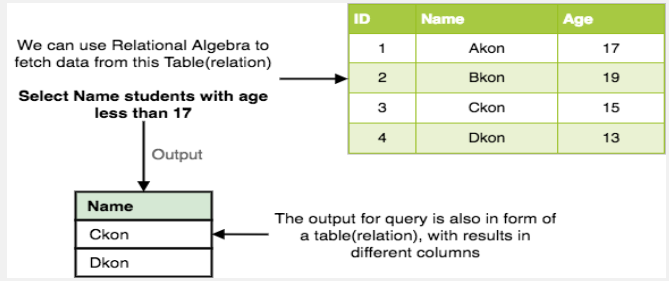 We can use Relational Algebra to
fetch data from this Table(relation)
Select Name students with age
less than 17
ID Name Age
1 Akon 17
2 Bkon 19
3 Ckon 15
4 Dkon 13
Output
Name
Ckon
Dkon
The output for query is also in form of
a table(relation), with results in
different columns